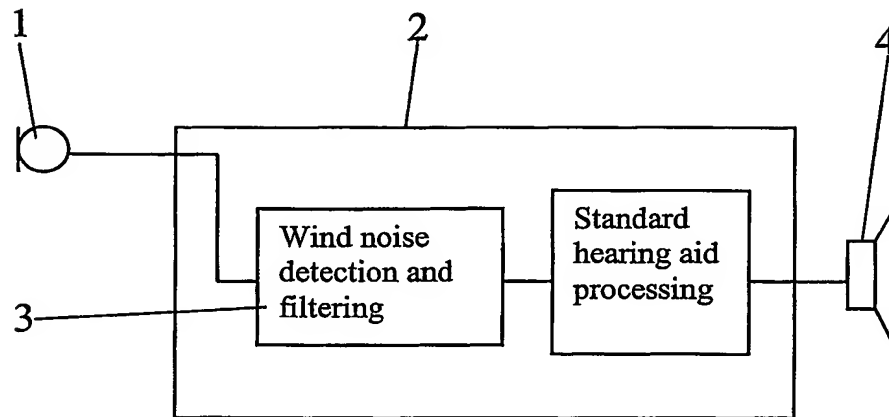 1
2
4
Wind noise
detection and
filtering
Standard
hearing aid
processing
3